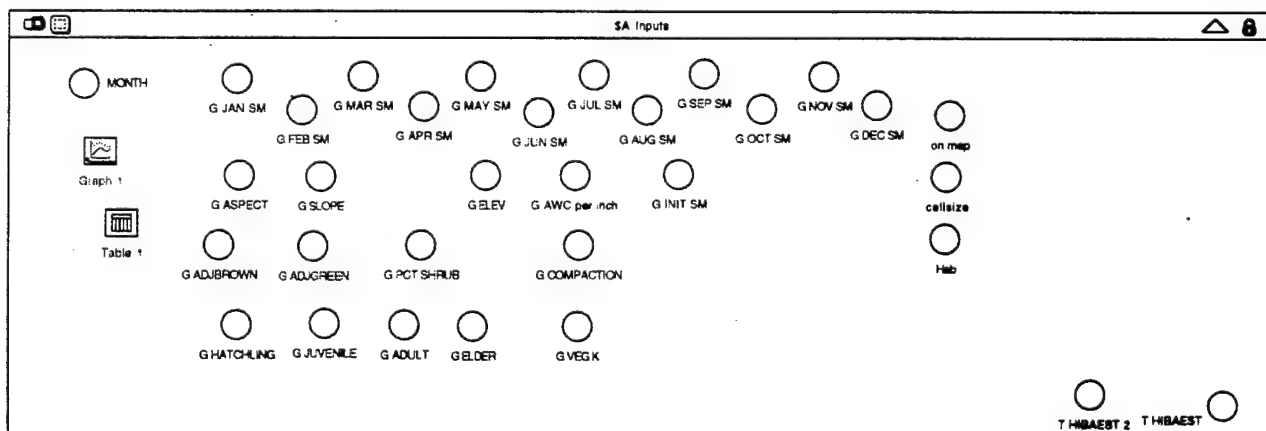 $A Inputs
MONTH
G JAN SM
G MAR SM
G MAY SM
G JUL SM
G SEP SM
G NOV SM
G FEB SM
G APR SM
G JUN SM
G AUG SM
G OCT SM
G DEC SM
on map
Graph 1
G ASPECT
G SLOPE
G ELEV
G AWC per inch
G INIT SM
cellsize
Table 1
G ADJBROWN
G ADJGREEN
G PCT SHRUB
G COMPACTION
Hab
G HATCHLING
G JUVENILE
G ADULT
G ELDER
G VEG K
T HIBAEST 2
T HIBAEST